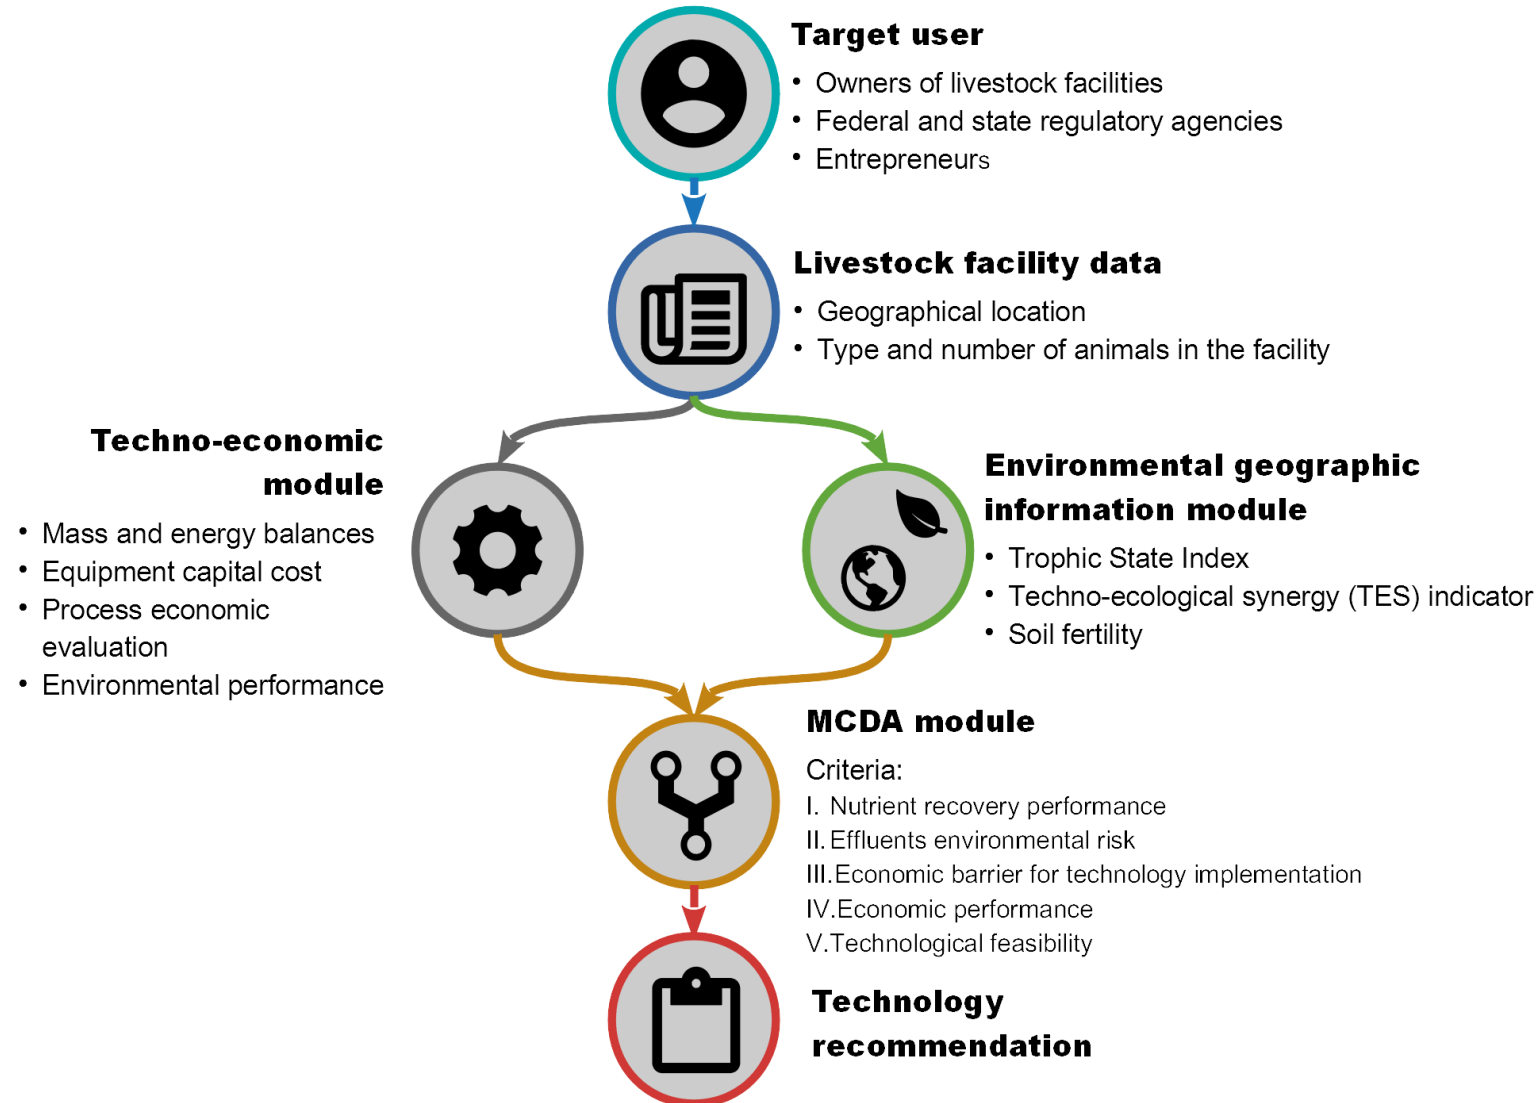 Target user
• Owners of livestock facilities
• Federal and state regulatory agencies
• Entrepreneurs
Livestock facility data
• Geographical location
• Type and number of animals in the facility
Techno-economic
module
• Mass and energy balances
• Equipment capital cost
• Process economic
evaluation
• Environmental performance
Environmental geographic
information module
• Trophic State Index
• Techno-ecological synergy (TES) indicator
• Soil fertility
MCDA module
Criteria:
I. Nutrient recovery performance
II. Effluents environmental risk
III.Economic barrier for technology implementation
IV.Economic performance
V.Technological feasibility
Technology
recommendation